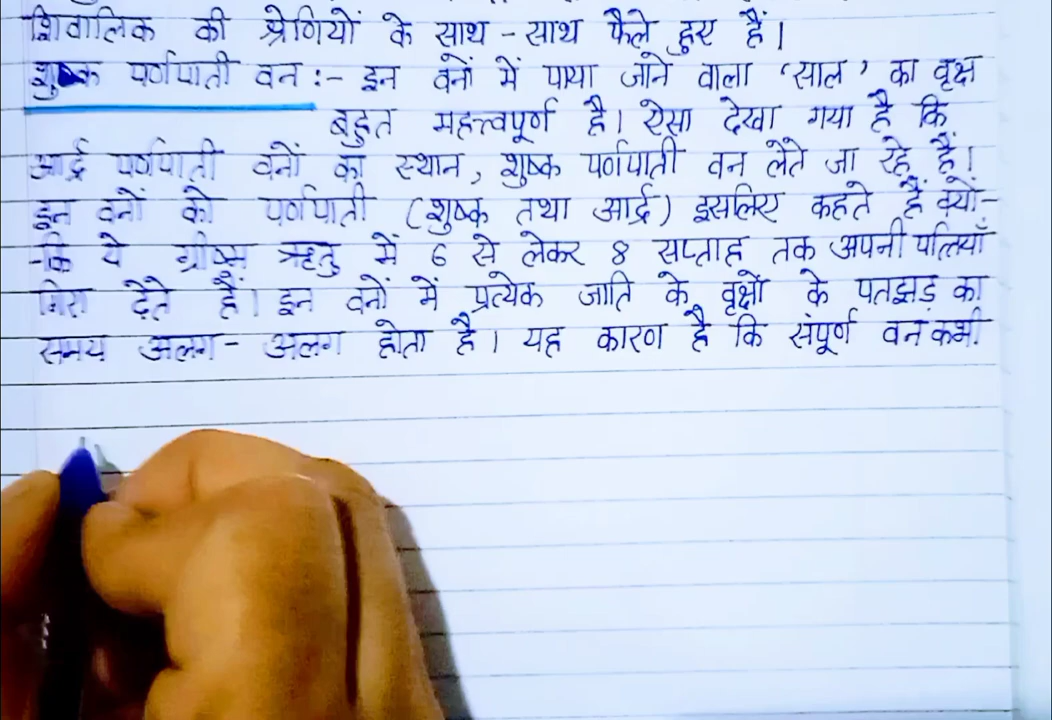 शिवालिक की श्रेणियों के साथ - साथ फैले हुए हैं।
शुष्क पर्णपाती वन :- इन वनों में पाया जाने वाला 'साल' का वृक्ष
बहुत महत्त्वपूर्ण है। ऐसा देखा गया है कि
आर्द्र पर्णपाती वनों का स्थान, शुष्क पर्णपाती वन लेते जा रहे हैं।
इन वनों को पर्णपाती (शुष्क तथा आर्द्र) इसलिए कहते हैं क्यों-
-कि ये ग्रीष्म ऋतु में 6 से लेकर 8 सप्ताह तक अपनी पत्तियाँ
गिरा देते हैं। इन वनों में प्रत्येक जाति के वृक्षों के पतझड़ का
समय अलग - अलग होता है। यह कारण है कि संपूर्ण वन कभी